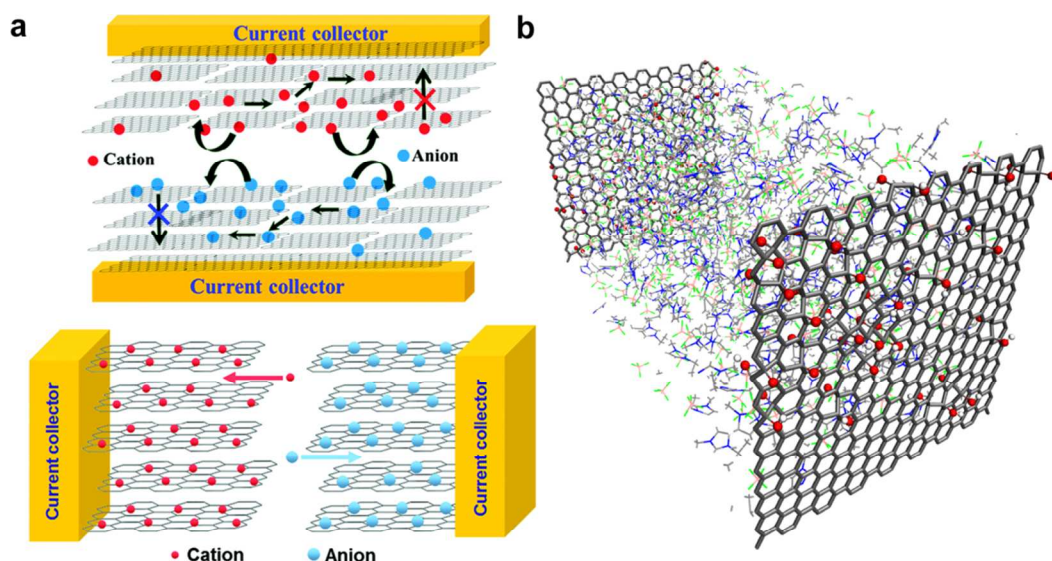 a
Current collector
Cation
Anion
Current collector
Current collector
Current collector
Cation
Anion
b